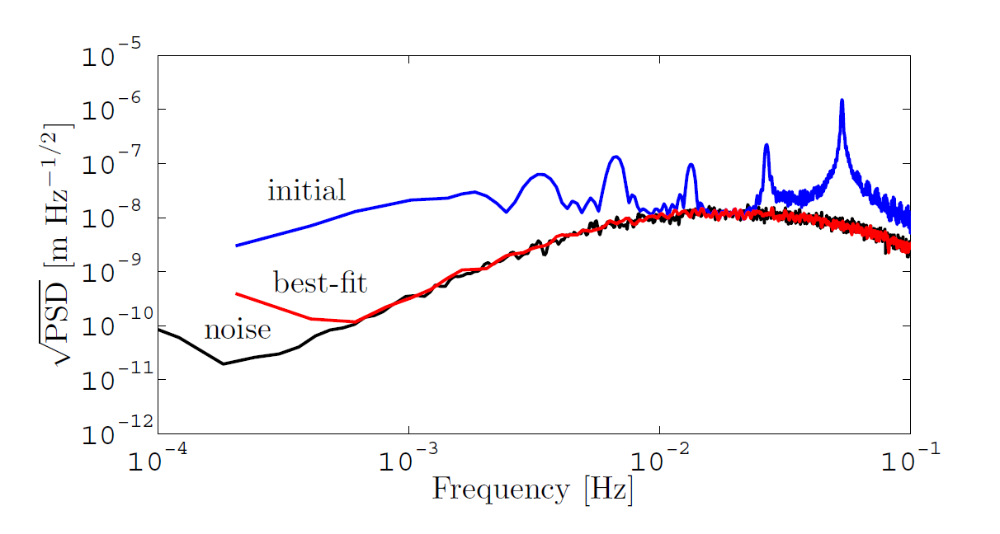 10⁻⁵
10⁻⁶
10⁻⁷
10⁻⁸
10⁻⁹
10⁻¹⁰
10⁻¹¹
10⁻¹²
√PSD [m Hz⁻¹/²]
initial
best-fit
noise
10⁻⁴ 10⁻³ 10⁻² 10⁻¹
Frequency [Hz]